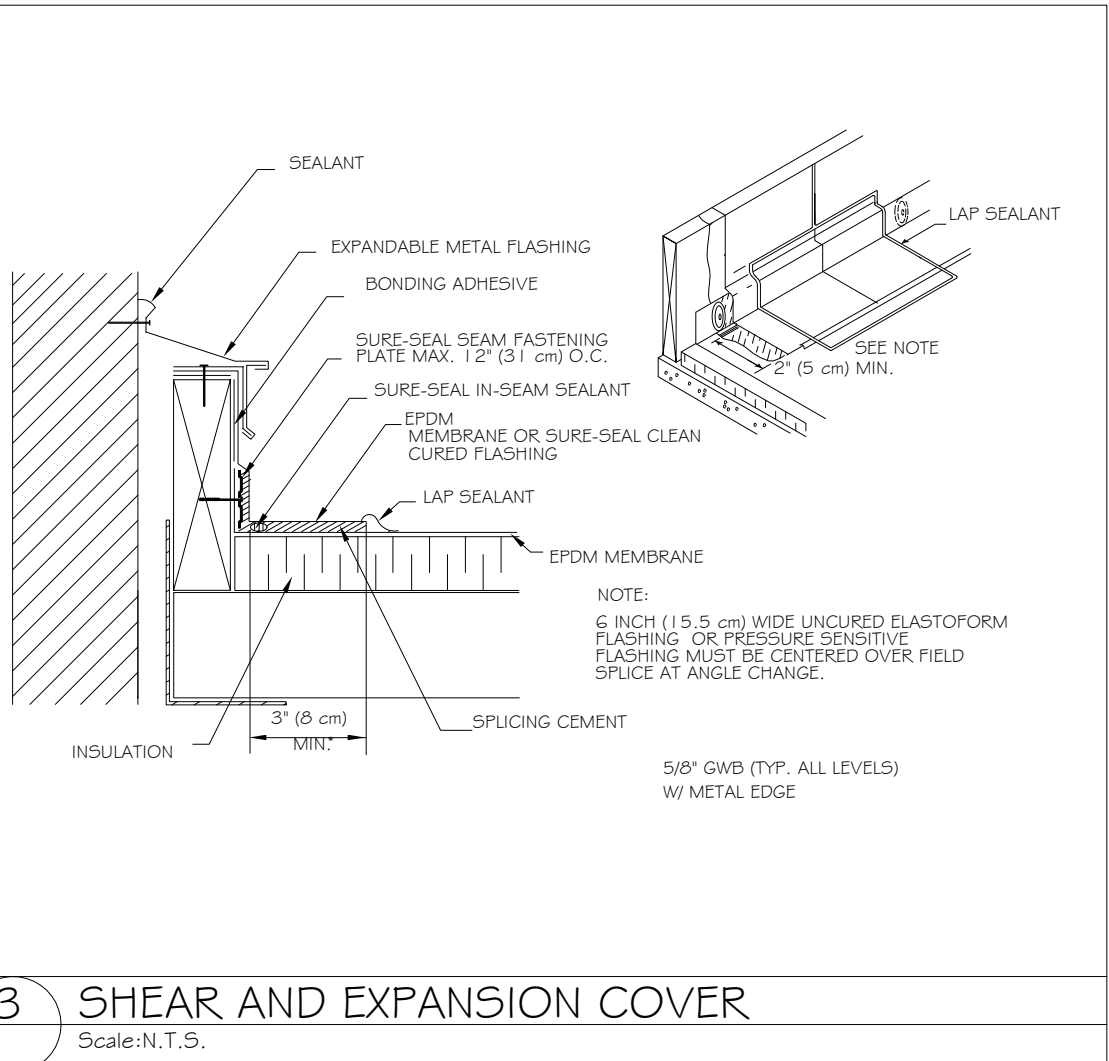 SEALANT
EXPANDABLE METAL FLASHING
BONDING ADHESIVE
SURE-SEAL SEAM FASTENING
PLATE MAX. 12" (31 cm) O.C.
SURE-SEAL IN-SEAM SEALANT
EPDM
MEMBRANE OR SURE-SEAL CLEAN
CURED FLASHING
LAP SEALANT
EPDM MEMBRANE
SPLICING CEMENT
3" (8 cm)
MIN.*
INSULATION
LAP SEALANT
SEE NOTE
2" (5 cm) MIN.
NOTE:
6 INCH (15.5 cm) WIDE UNCURED ELASTOFORM
FLASHING OR PRESSURE SENSITIVE
FLASHING MUST BE CENTERED OVER FIELD
SPLICE AT ANGLE CHANGE.
5/8" GWB (TYP. ALL LEVELS)
W/ METAL EDGE
3 SHEAR AND EXPANSION COVER
Scale:N.T.S.